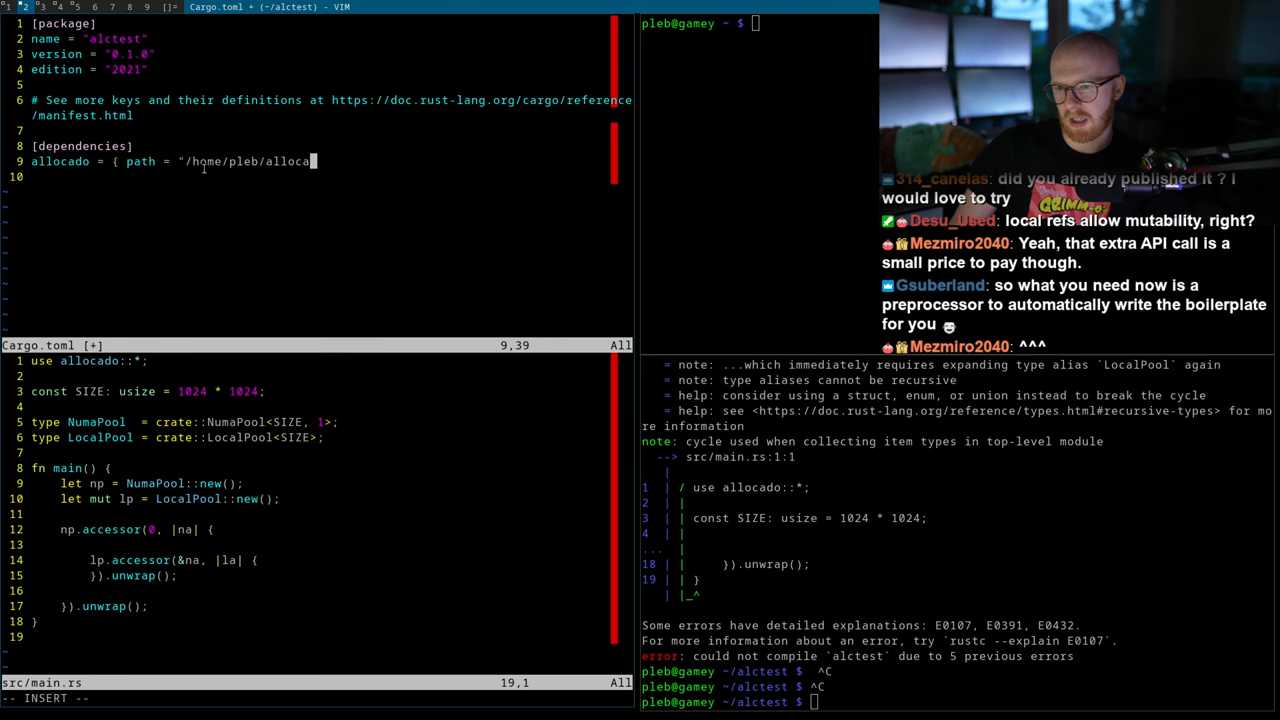 1 2 3 4 5 6 7 8 9 []= Cargo.toml + (~/alctest) - VIM
1 [package]
2 name = "alctest"
3 version = "0.1.0"
4 edition = "2021"
5
6 # See more keys and their definitions at https://doc.rust-lang.org/cargo/reference
/manifest.html
7
8 [dependencies]
9 allocado = { path = "/home/pleb/alloca
10
~
~
~
~
~
~
~
~
~
~
Cargo.toml [+] 9,39 All
1 use allocado::*;
2
3 const SIZE: usize = 1024 * 1024;
4
5 type NumaPool  = crate::NumaPool<SIZE, 1>;
6 type LocalPool = crate::LocalPool<SIZE>;
7
8 fn main() {
9     let np = NumaPool::new();
10     let mut lp = LocalPool::new();
11
12     np.accessor(0, |na| {
13
14         lp.accessor(&na, |la| {
15         }).unwrap();
16
17     }).unwrap();
18 }
19
~
~
src/main.rs 19,1 All
-- INSERT --
pleb@gamey ~ $
314_canelas: did you already published it ? I
would love to try
Desu_Used: local refs allow mutability, right?
Mezmiro2040: Yeah, that extra API call is a
small price to pay though.
Gsuberland: so what you need now is a
preprocessor to automatically write the boilerplate
for you
Mezmiro2040: ^^^
= note: ...which immediately requires expanding type alias `LocalPool` again
= note: type aliases cannot be recursive
= help: consider using a struct, enum, or union instead to break the cycle
= help: see <https://doc.rust-lang.org/reference/types.html#recursive-types> for mo
re information
note: cycle used when collecting item types in top-level module
--> src/main.rs:1:1
|
1 | / use allocado::*;
2 | |
3 | | const SIZE: usize = 1024 * 1024;
4 | |
... |
18 | |     }).unwrap();
19 | | }
| |_^
Some errors have detailed explanations: E0107, E0391, E0432.
For more information about an error, try `rustc --explain E0107`.
error: could not compile `alctest` due to 5 previous errors
pleb@gamey ~/alctest $  ^C
pleb@gamey ~/alctest $ ^C
pleb@gamey ~/alctest $